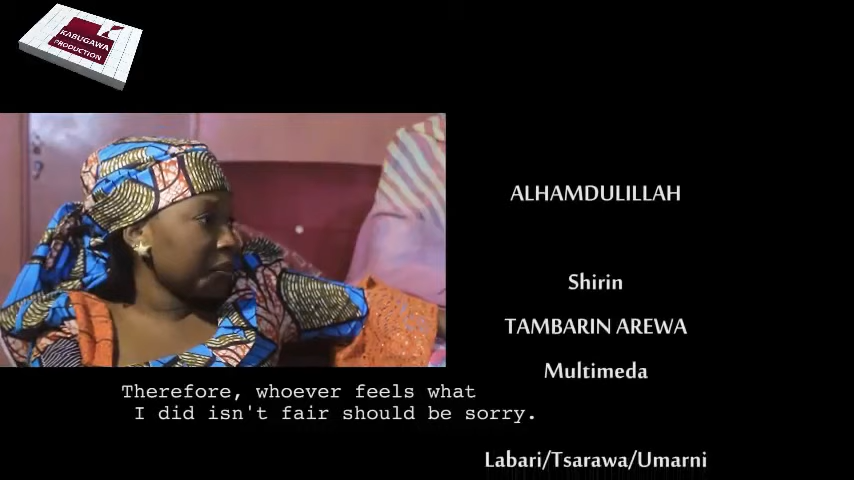 KABUGAWA
PRODUCTION
ALHAMDULILLAH
Shirin
TAMBARIN AREWA
Multimeda
Therefore, whoever feels what
I did isn't fair should be sorry.
Labari/Tsarawa/Umarni